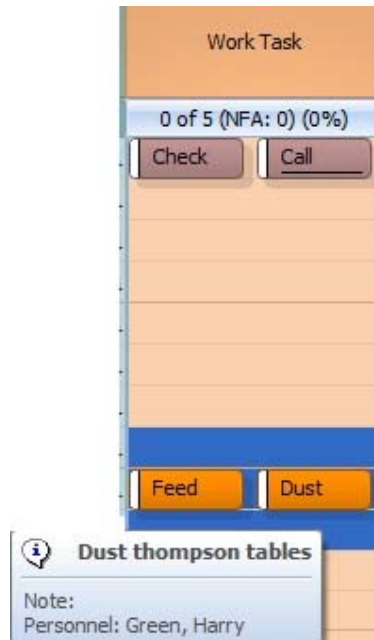 Work Task
0 of 5 (NFA: 0) (0%)
Check Call
Feed Dust
Dust thompson tables
Note:
Personnel: Green, Harry